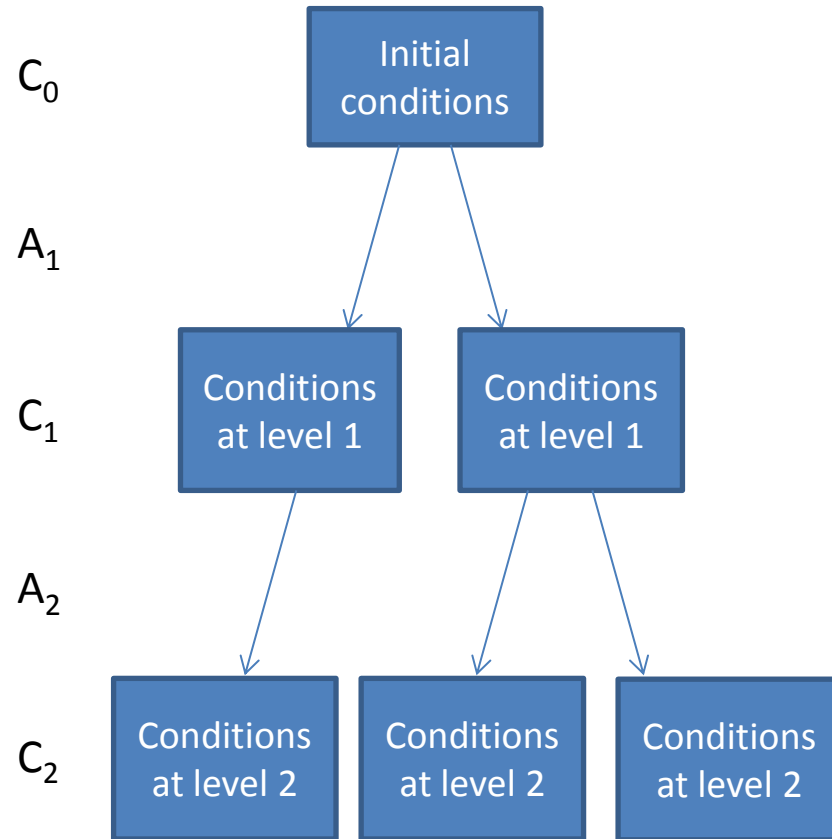 C₀
Initial
conditions
A₁
C₁
Conditions
at level 1
Conditions
at level 1
A₂
C₂
Conditions
at level 2
Conditions
at level 2
Conditions
at level 2